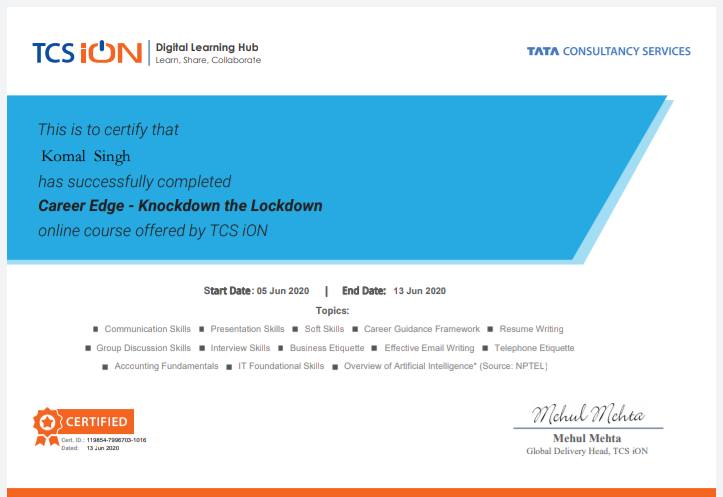 TCS iON
Digital Learning Hub
Learn, Share, Collaborate
TATA CONSULTANCY SERVICES
This is to certify that
Komal Singh
has successfully completed
Career Edge - Knockdown the Lockdown
online course offered by TCS iON
Start Date: 05 Jun 2020 | End Date: 13 Jun 2020
Topics:
■ Communication Skills ■ Presentation Skills ■ Soft Skills ■ Career Guidance Framework ■ Resume Writing
■ Group Discussion Skills ■ Interview Skills ■ Business Etiquette ■ Effective Email Writing ■ Telephone Etiquette
■ Accounting Fundamentals ■ IT Foundational Skills ■ Overview of Artificial Intelligence* (Source: NPTEL)
CERTIFIED
Cert. ID.: 119854-7996703-1016
Dated: 13 Jun 2020
Mehul Mehta
Mehul Mehta
Global Delivery Head, TCS iON